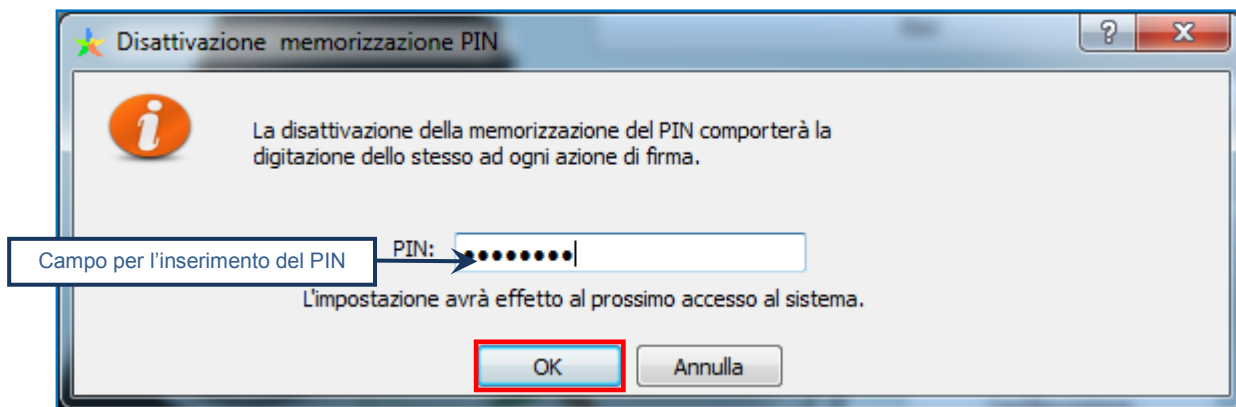 Disattivazione memorizzazione PIN
La disattivazione della memorizzazione del PIN comporterà la
digitazione dello stesso ad ogni azione di firma.
Campo per l'inserimento del PIN
PIN: ●●●●●●●●
L'impostazione avrà effetto al prossimo accesso al sistema.
OK Annulla